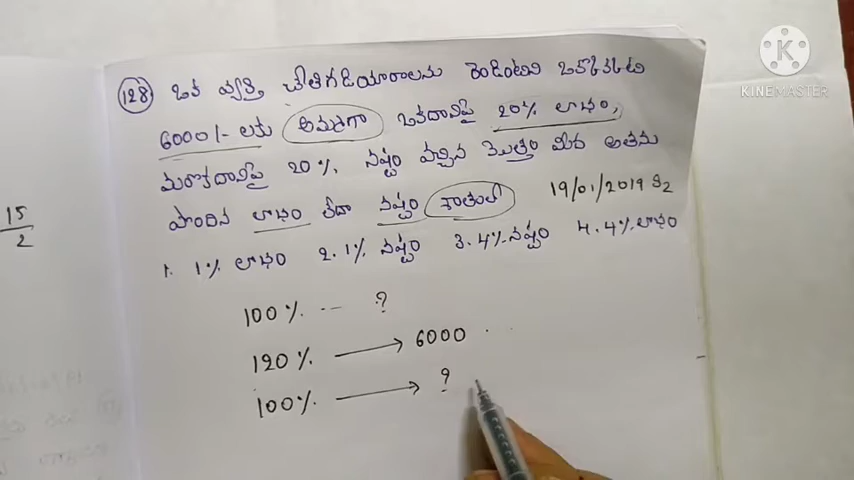 128 ఒక వ్యక్తి చేతిగడియారాలను రెండింటిని ఒక్కొక్కటి
6000/- లకు అమ్మగా ఒకదానిపై 20% లాభం,
మరొకదానిపై 20% నష్టం వచ్చిన మొత్తం మీద అతను
పొందిన లాభం లేదా నష్టం శాతంలో 19/01/2019 S2
1. 1% లాభం 2. 1% నష్టం 3. 4% నష్టం 4. 4% లాభం
15
2
100% -- ?
120% → 6000
100% → ?
KINEMASTER